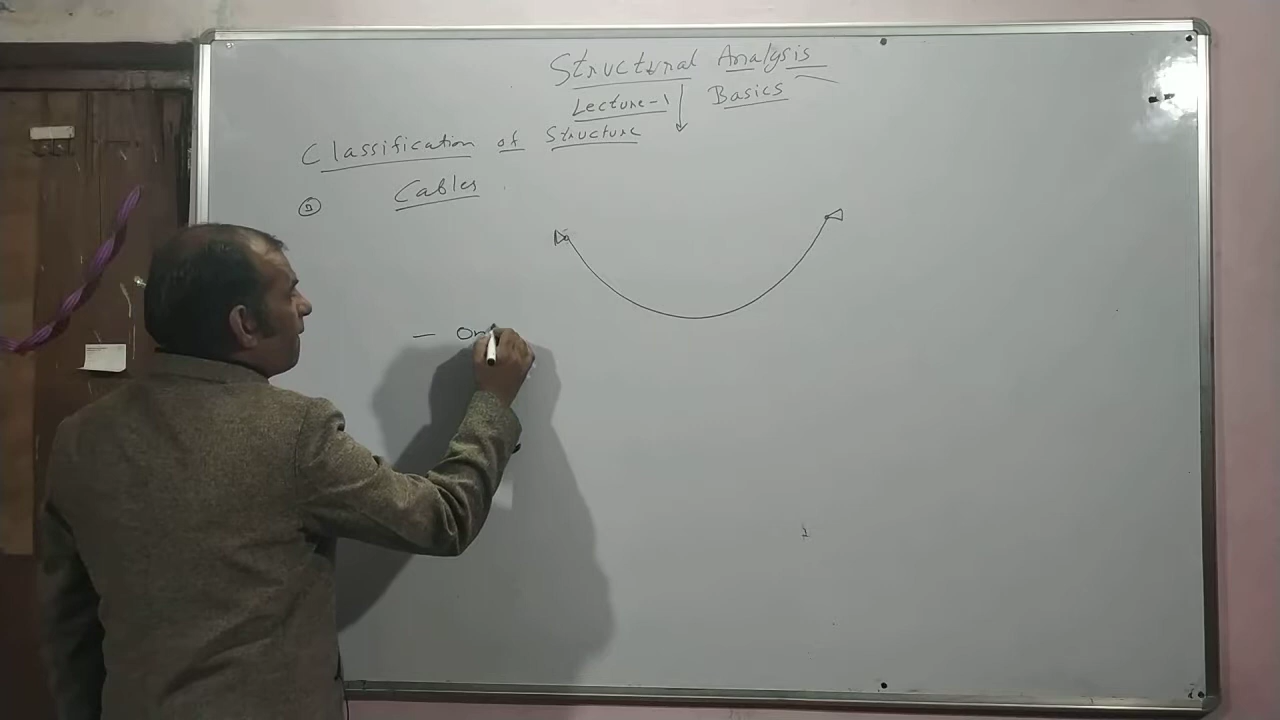 Structural Analysis
Lecture-1 Basics
Classification of Structure
Cables